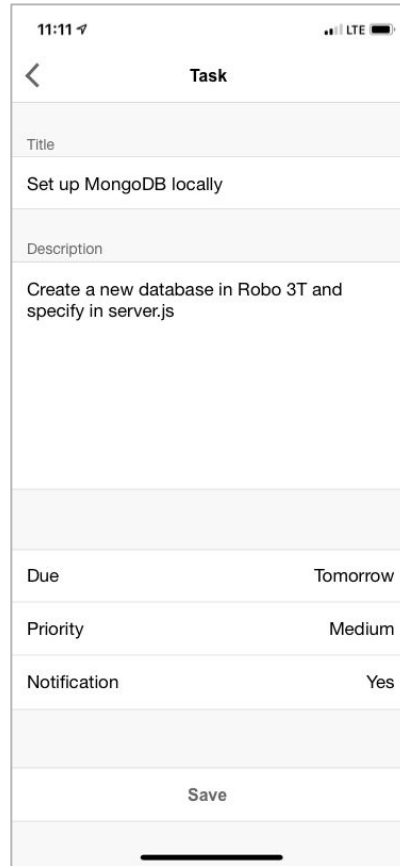 11:11
LTE
Task
Title
Set up MongoDB locally
Description
Create a new database in Robo 3T and
specify in server.js
Due Tomorrow
Priority Medium
Notification Yes
Save